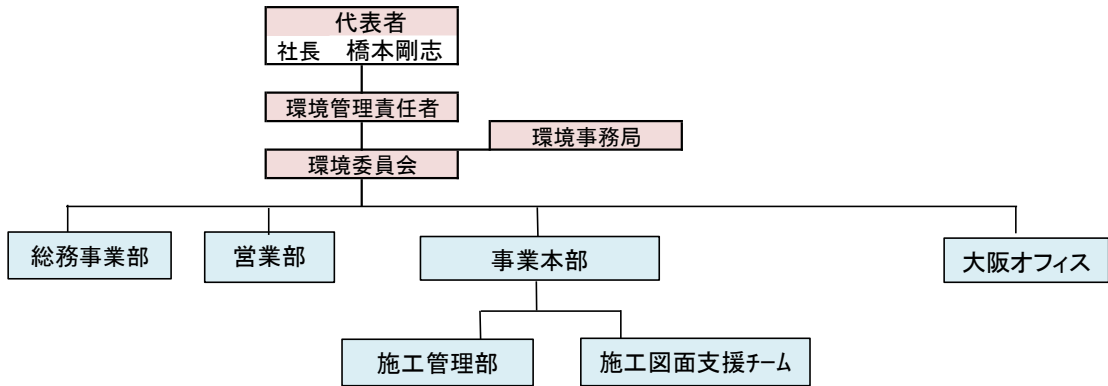 代表者
社長　橋本剛志
環境管理責任者
環境事務局
環境委員会
総務事業部
営業部
事業本部
大阪オフィス
施工管理部
施工図面支援チーム